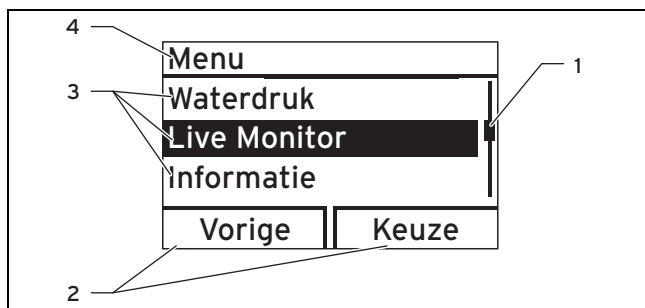 4
Menu
1
3
Waterdruk
Live Monitor
Informatie
Vorige Keuze
2